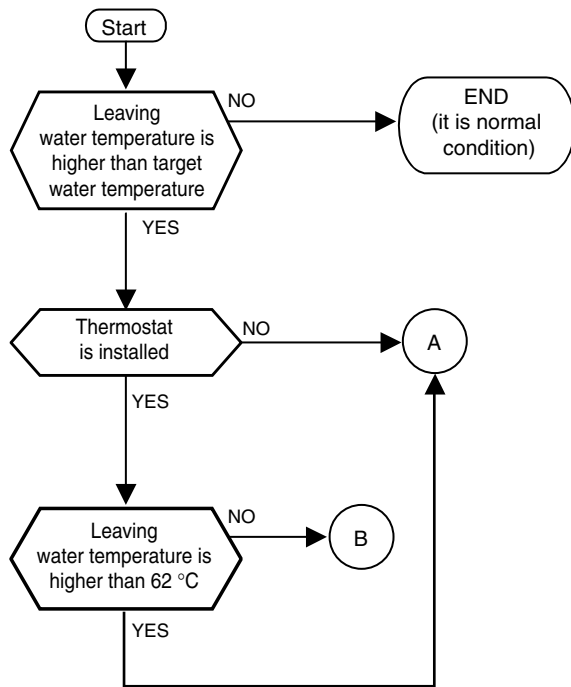 Start
Leaving
water temperature is
higher than target
water temperature
NO
END
(it is normal
condition)
YES
Thermostat
is installed
NO
A
YES
Leaving
water temperature is
higher than 62 °C
NO
B
YES